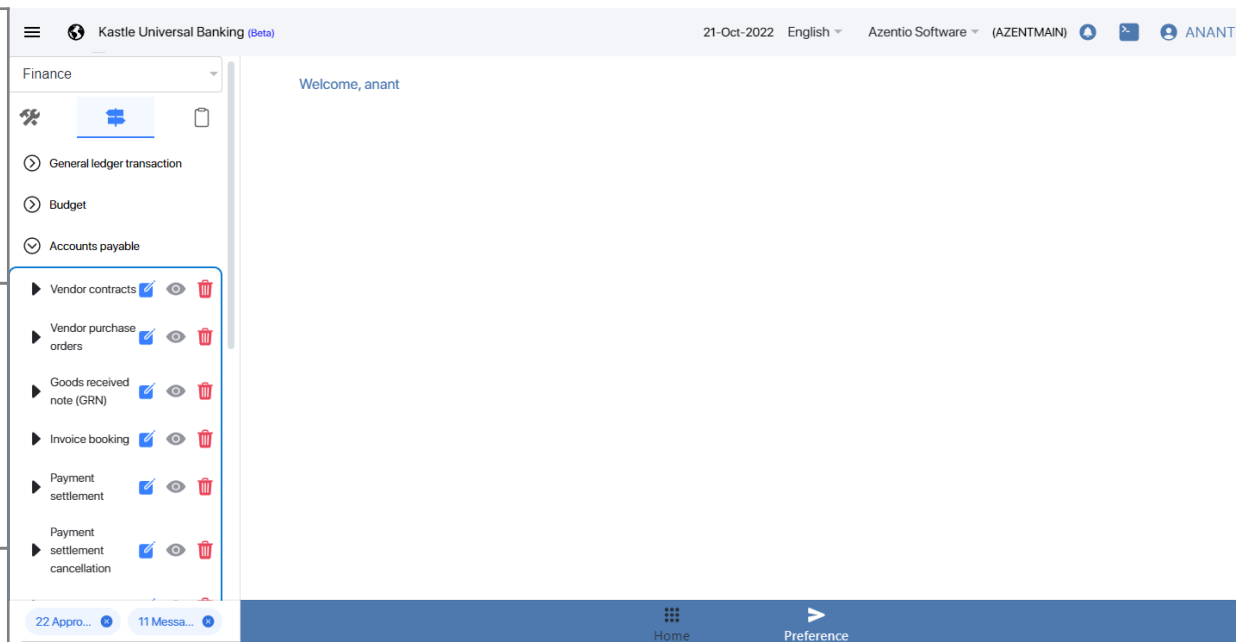 Kastle Universal Banking (Beta)
21-Oct-2022 English Azentio Software (AZENTMAIN) ANANT
Finance
Welcome, anant
General ledger transaction
Budget
Accounts payable
Vendor contracts
Vendor purchase
orders
Goods received
note (GRN)
Invoice booking
Payment
settlement
Payment
settlement
cancellation
22 Appro... 11 Messa...
Home Preference